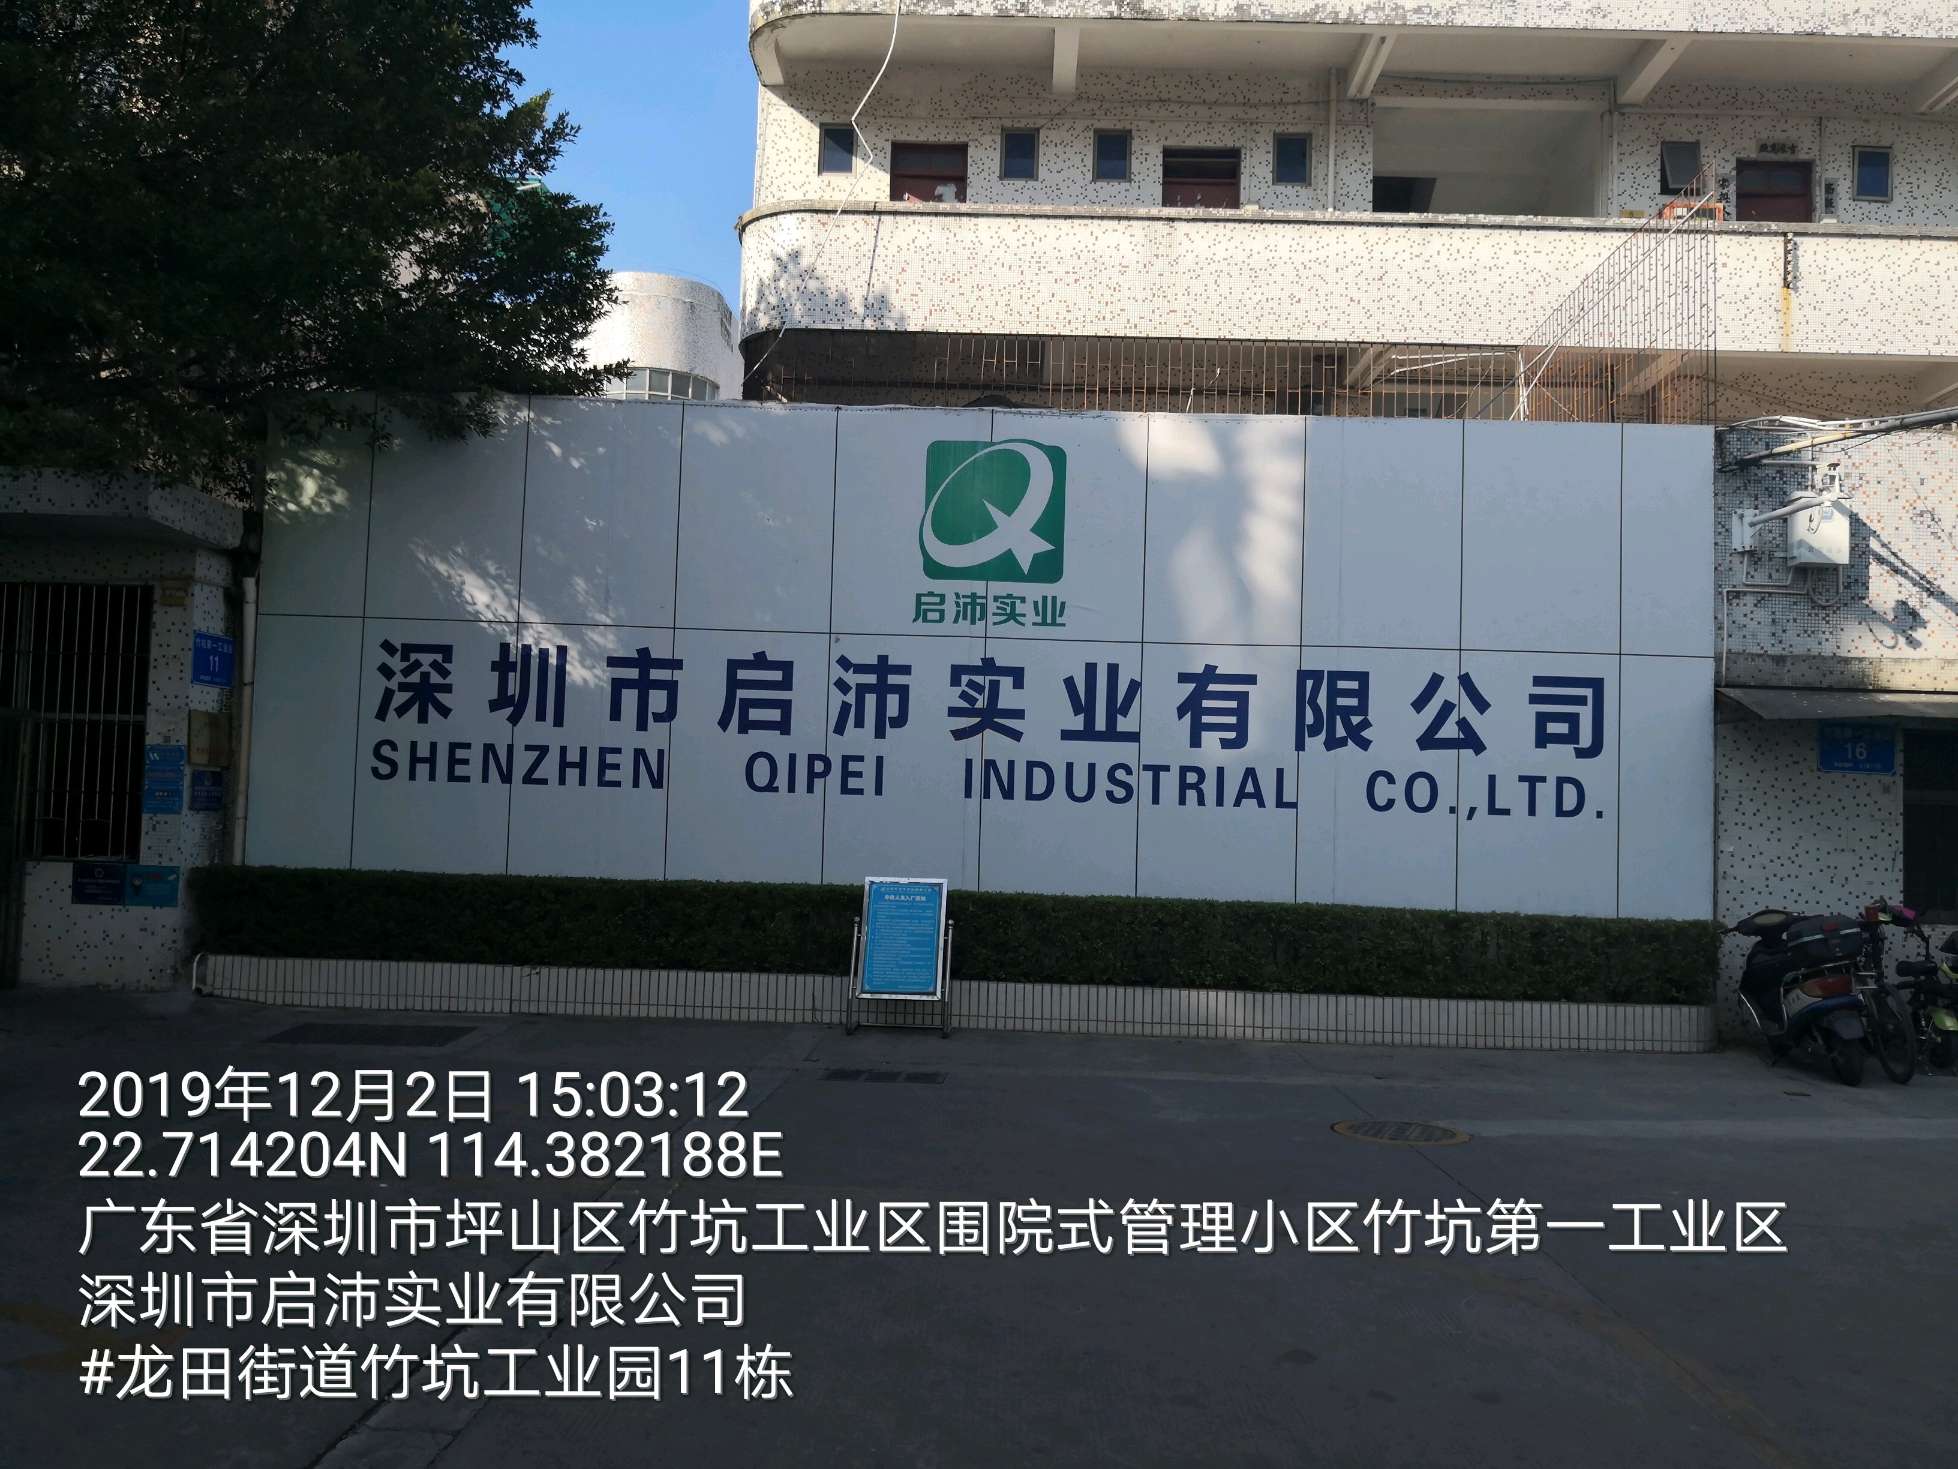 启沛实业
深圳市启沛实业有限公司
SHENZHEN QIPEI INDUSTRIAL CO.,LTD.
11
16
2019年12月2日 15:03:12
22.714204N 114.382188E
广东省深圳市坪山区竹坑工业区围院式管理小区竹坑第一工业区
深圳市启沛实业有限公司
#龙田街道竹坑工业园11栋